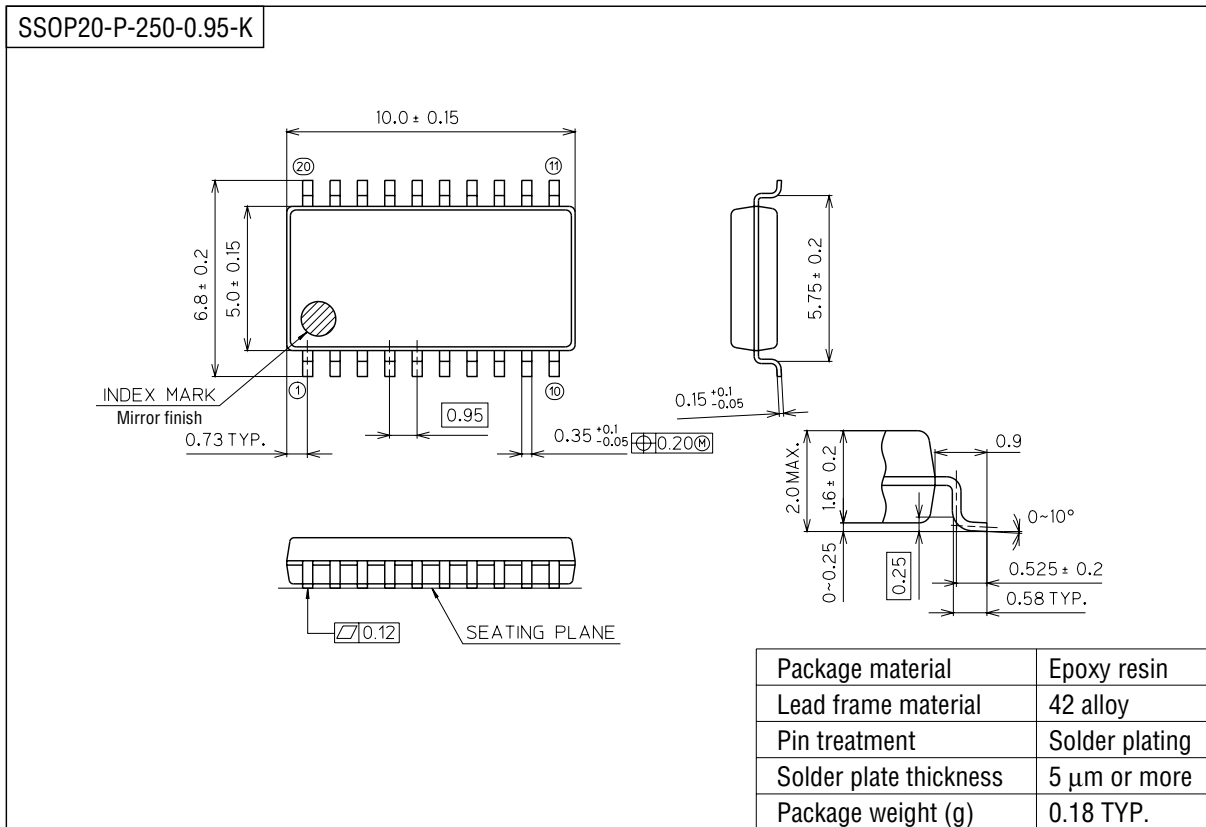 SSOP20-P-250-0.95-K
10.0 ± 0.15
20
11
6.8 ± 0.2
5.0 ± 0.15
5.75 ± 0.2
INDEX MARK
Mirror finish
1
10
0.73 TYP.
0.95
0.35 +0.1 -0.05
0.20Ⓜ
0.15 +0.1 -0.05
2.0 MAX.
1.6 ± 0.2
0.9
0~10°
0~0.25
0.25
0.525 ± 0.2
0.58 TYP.
0.12
SEATING PLANE
Package material Epoxy resin
Lead frame material 42 alloy
Pin treatment Solder plating
Solder plate thickness 5 μm or more
Package weight (g) 0.18 TYP.